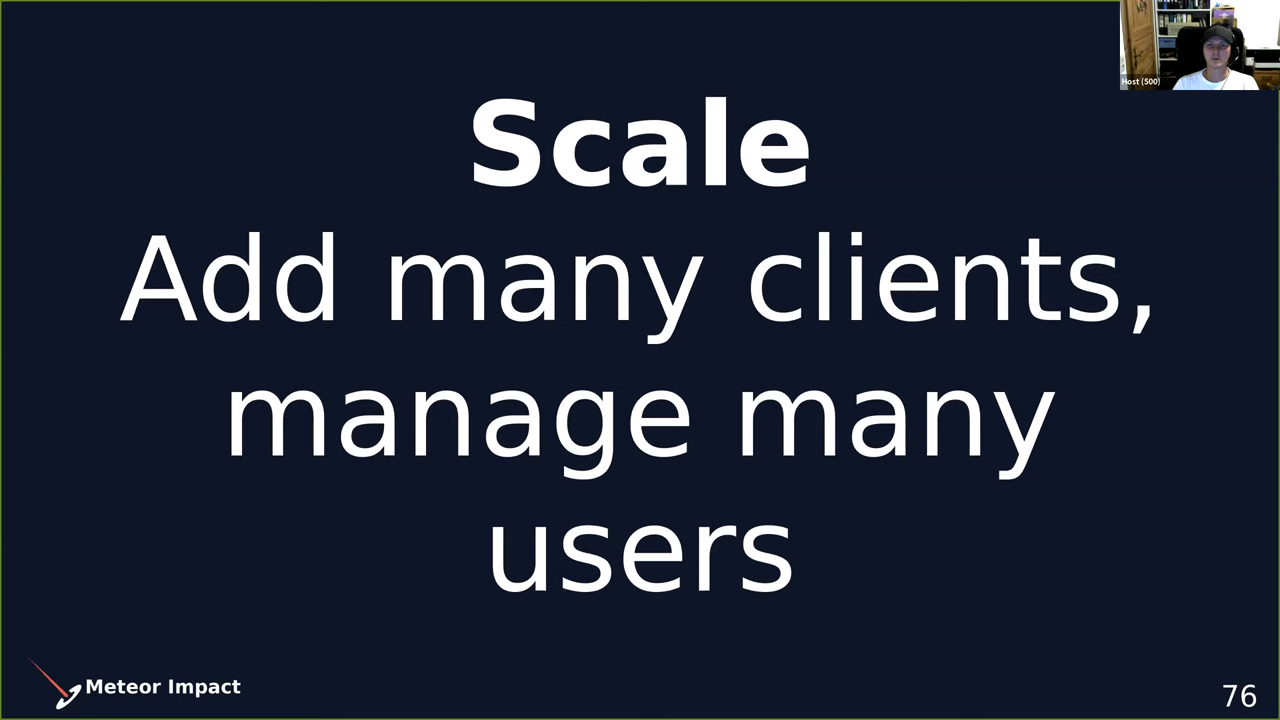 Host (500)
Scale
Add many clients,
manage many
users
Meteor Impact
76